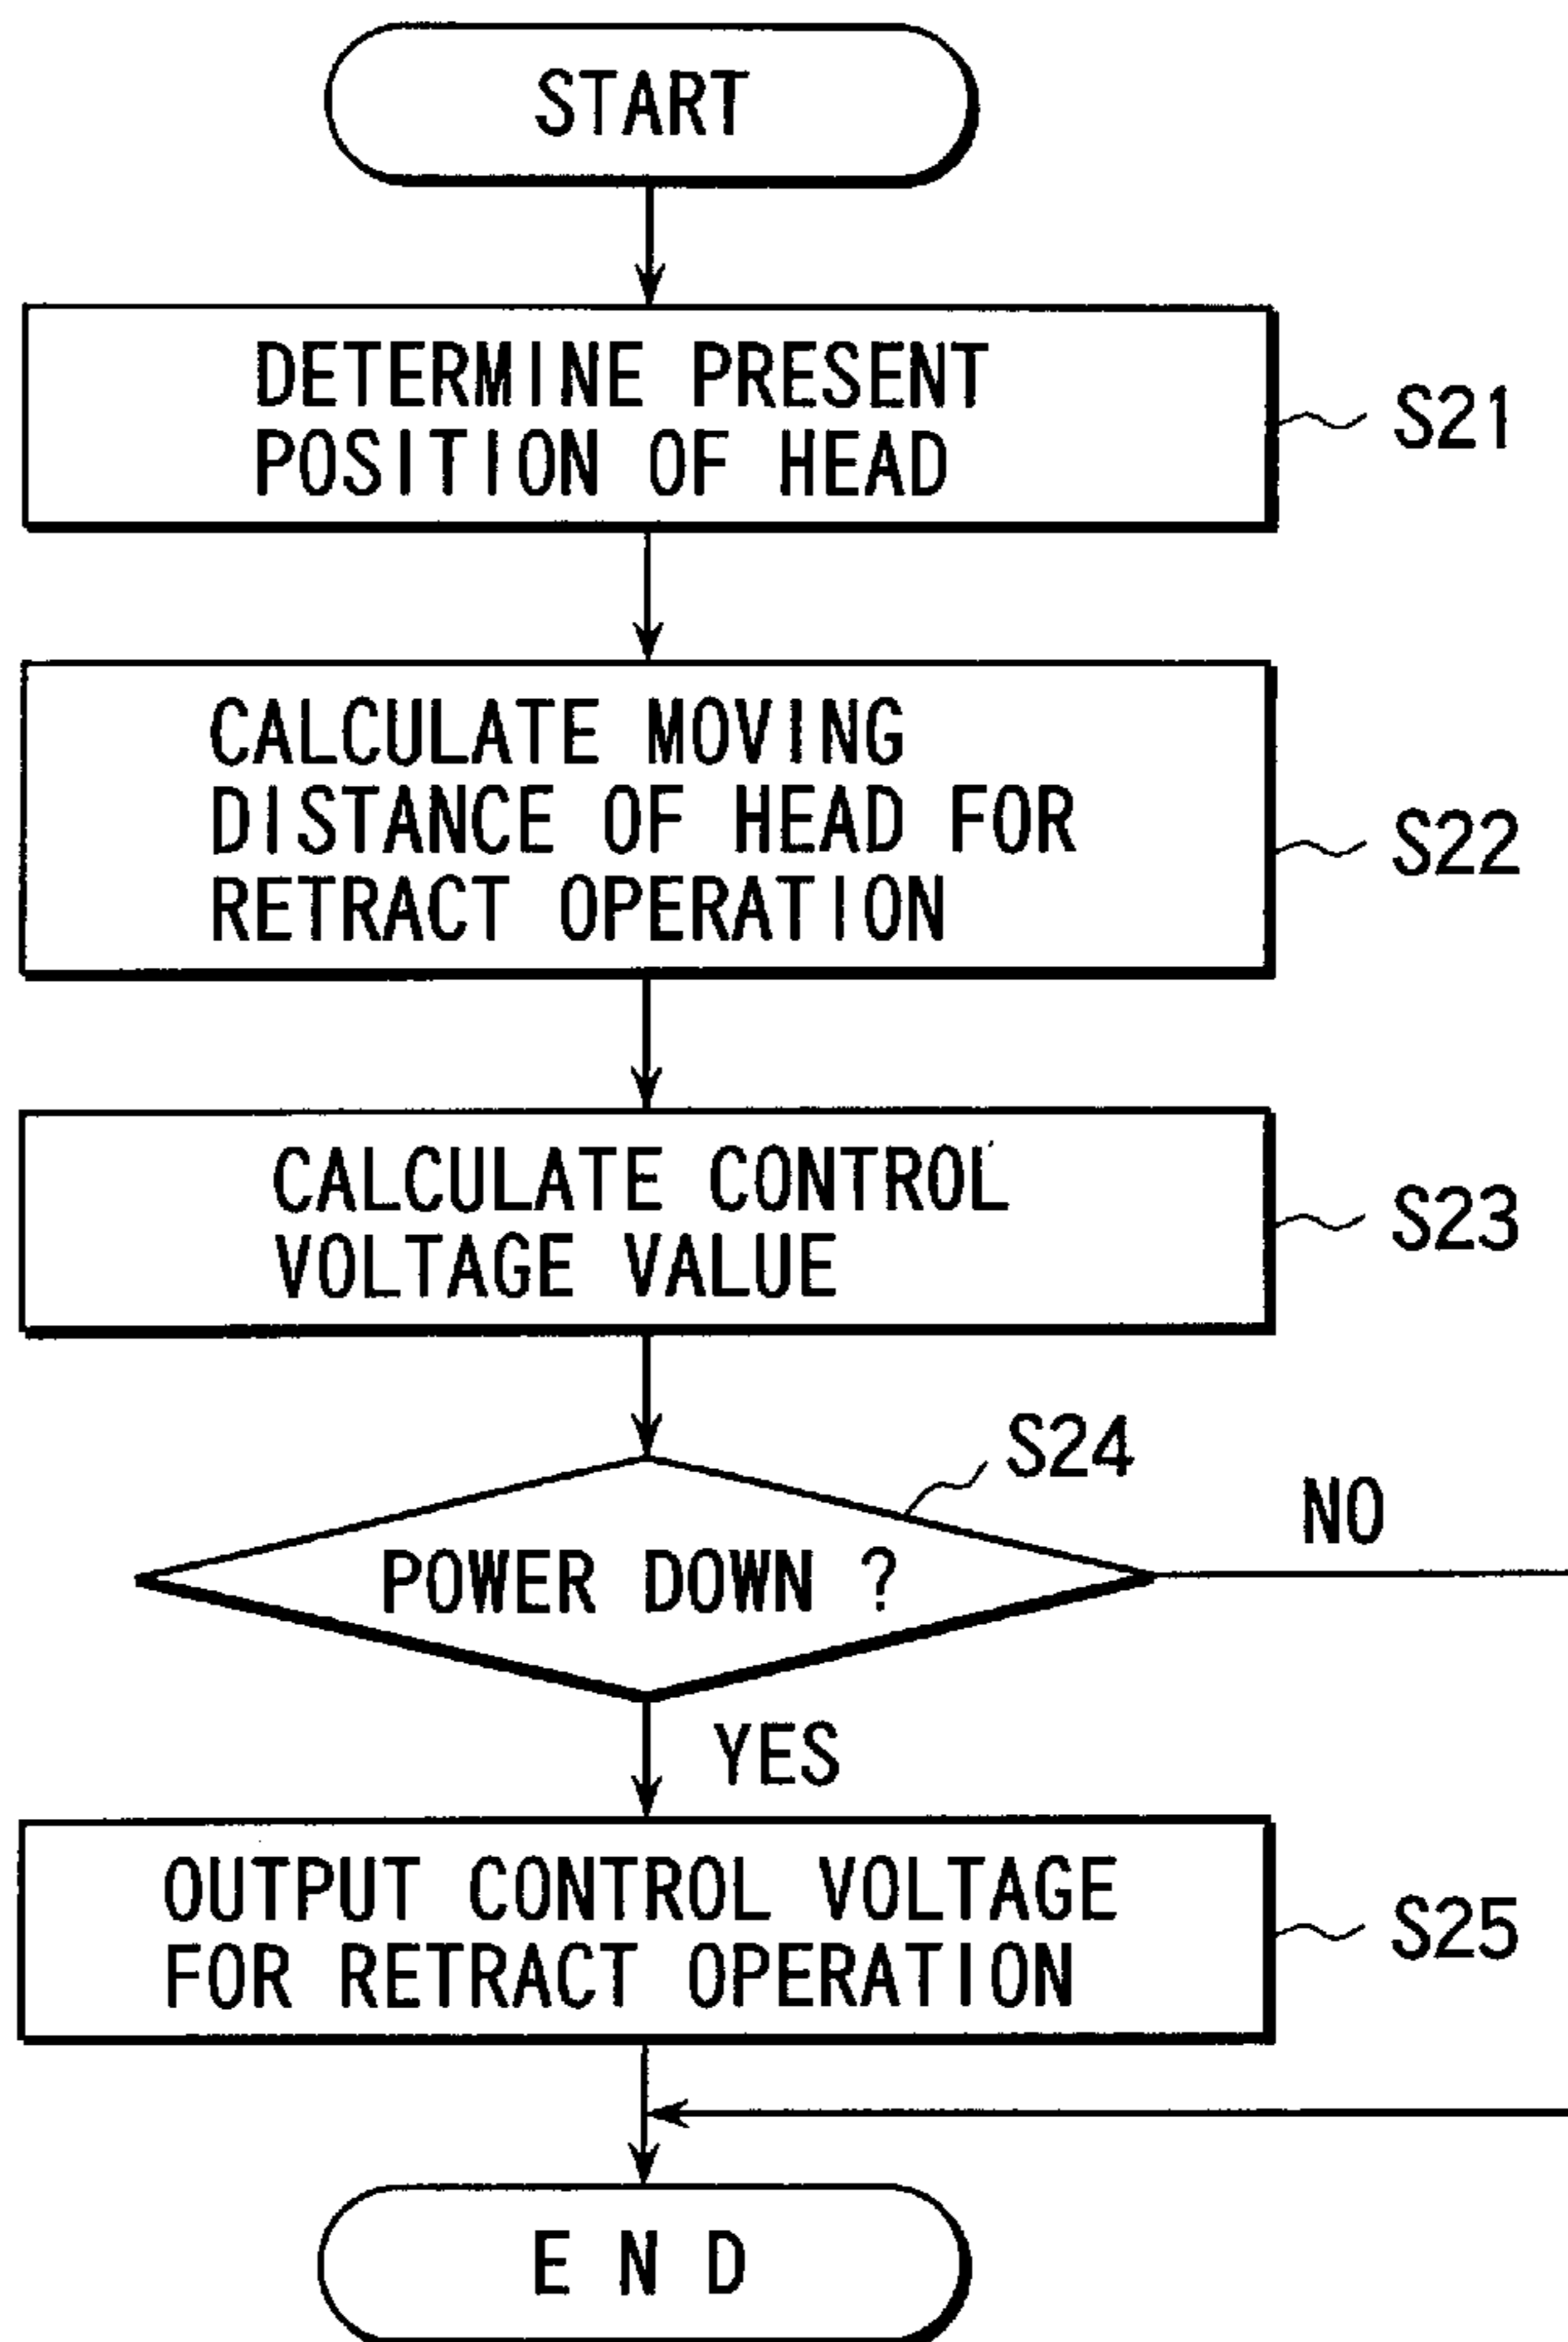 START
DETERMINE PRESENT
POSITION OF HEAD
S21
CALCULATE MOVING
DISTANCE OF HEAD FOR
RETRACT OPERATION
S22
CALCULATE CONTROL
VOLTAGE VALUE
S23
S24
NO
POWER DOWN ?
YES
OUTPUT CONTROL VOLTAGE
FOR RETRACT OPERATION
S25
E N D